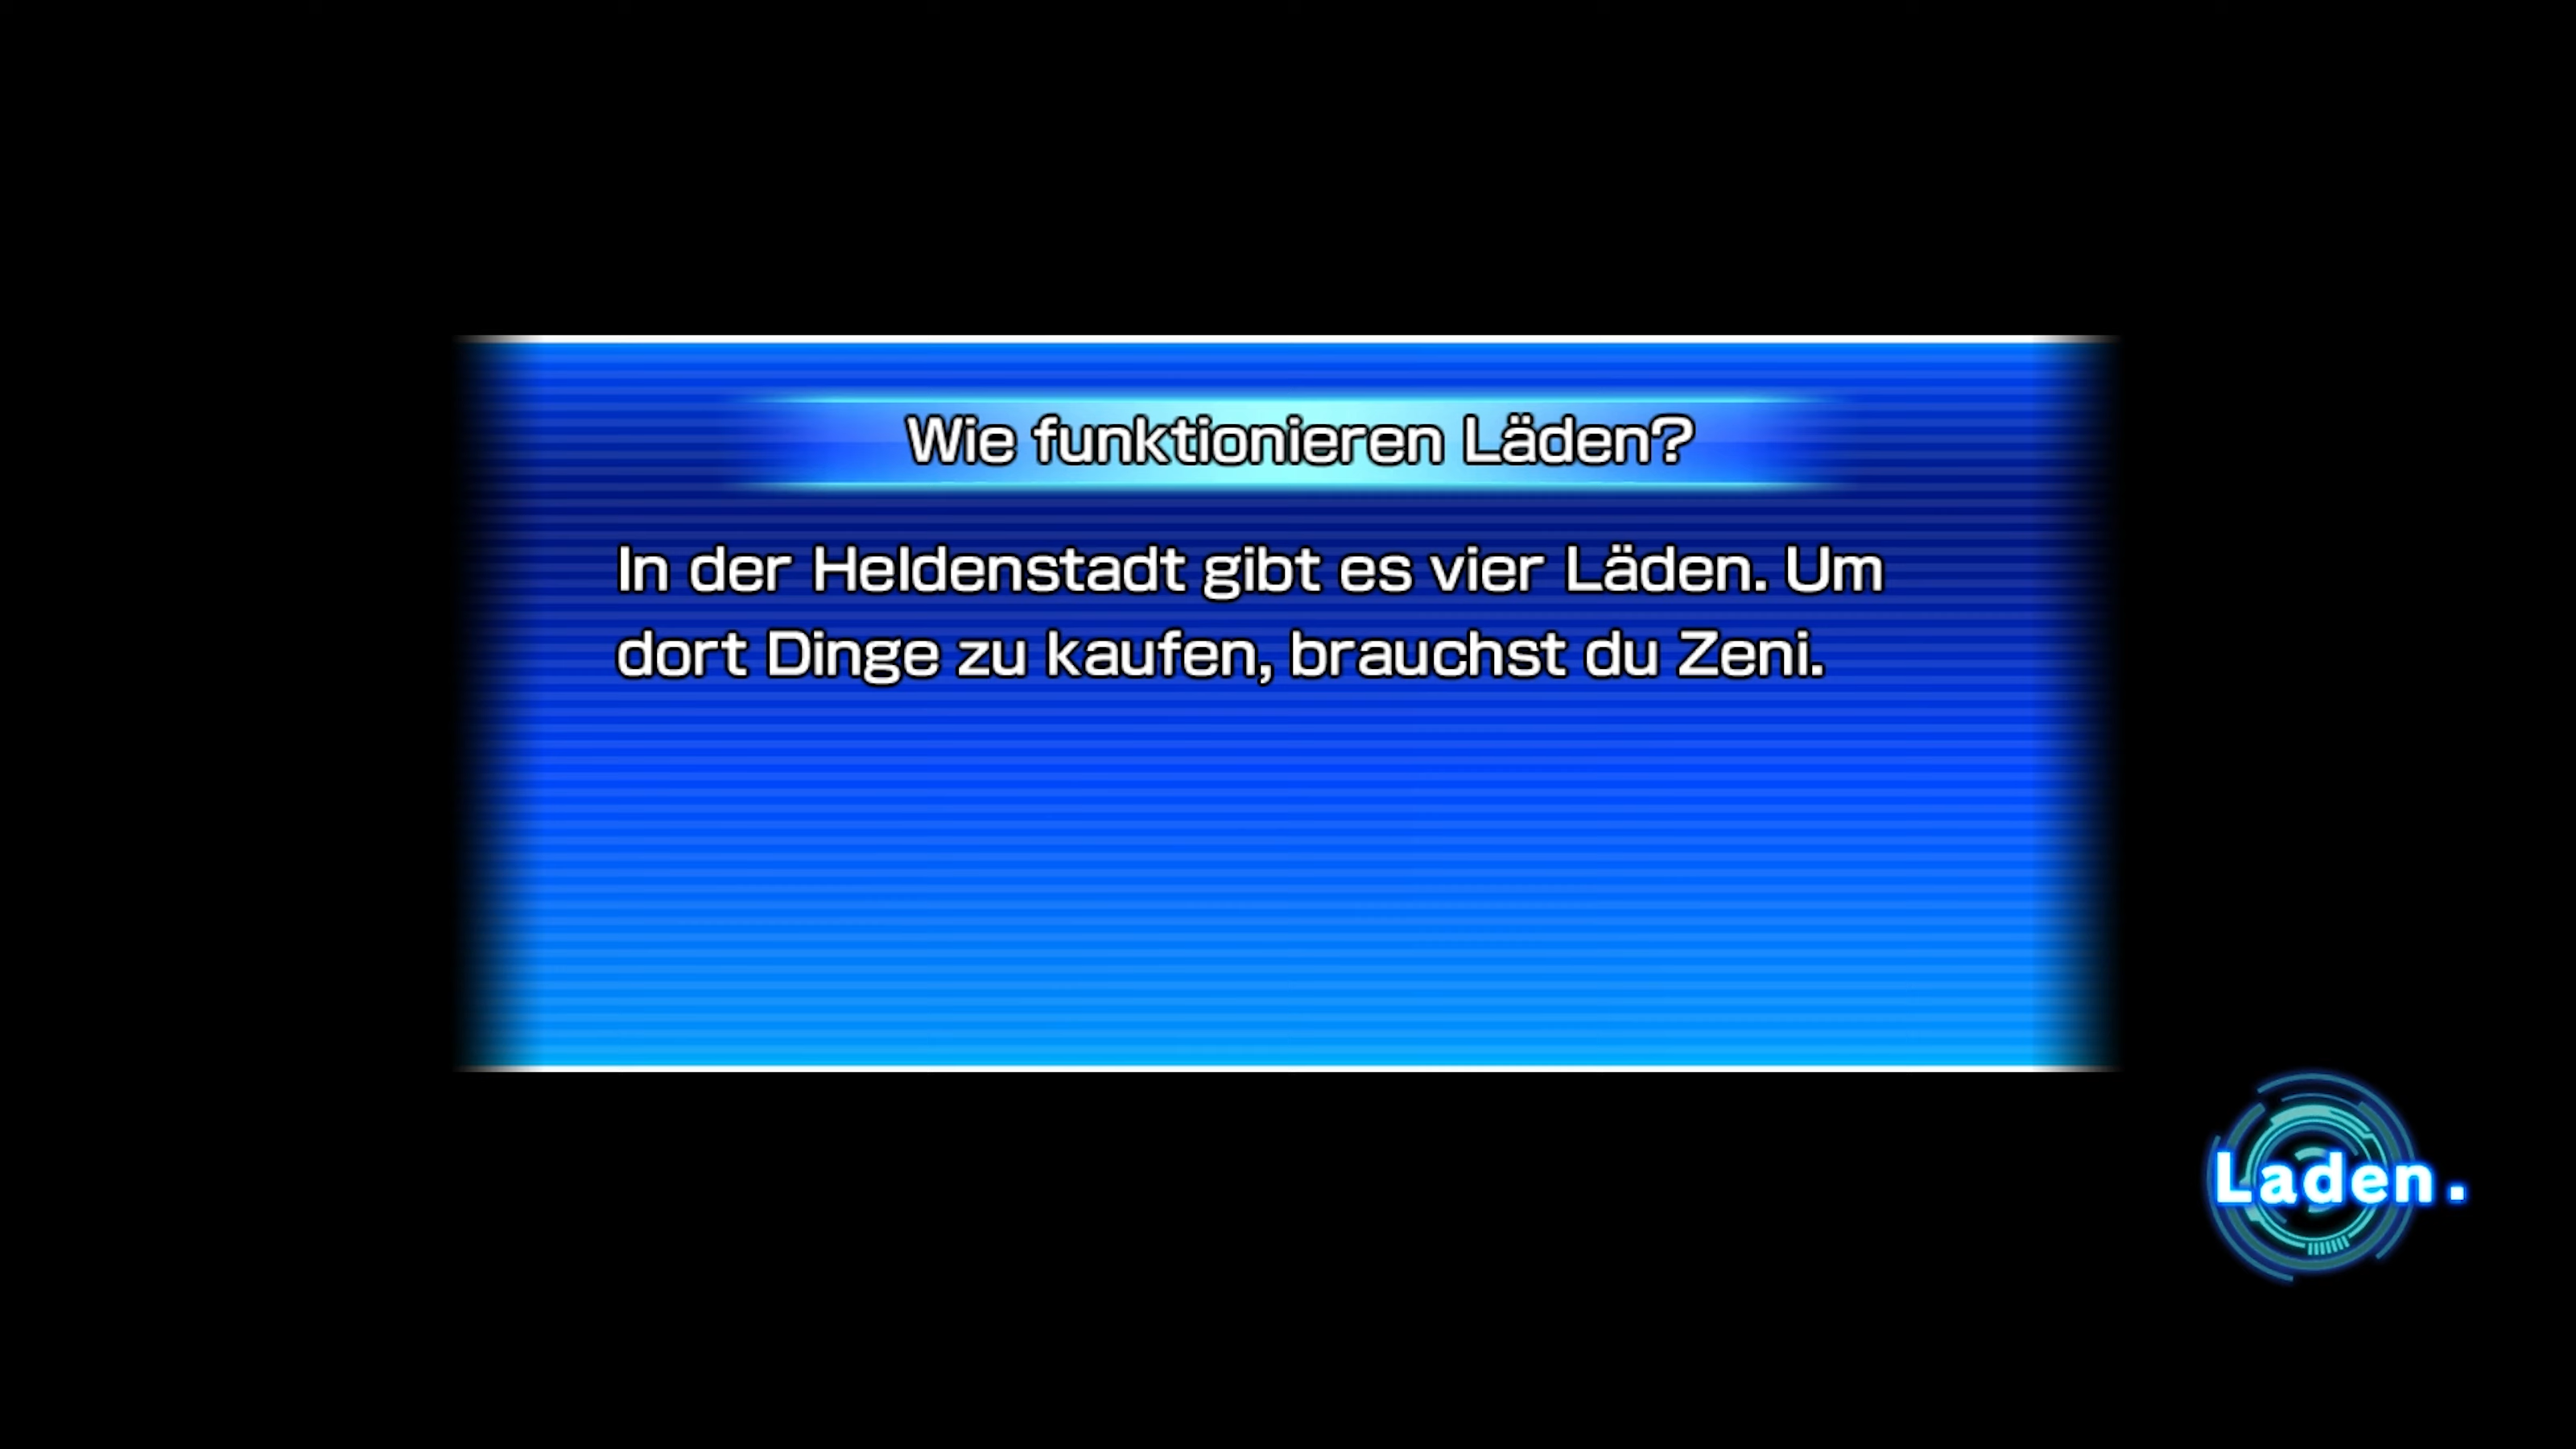 Wie funktionieren Läden?
In der Heldenstadt gibt es vier Läden. Um
dort Dinge zu kaufen, brauchst du Zeni.
Laden.